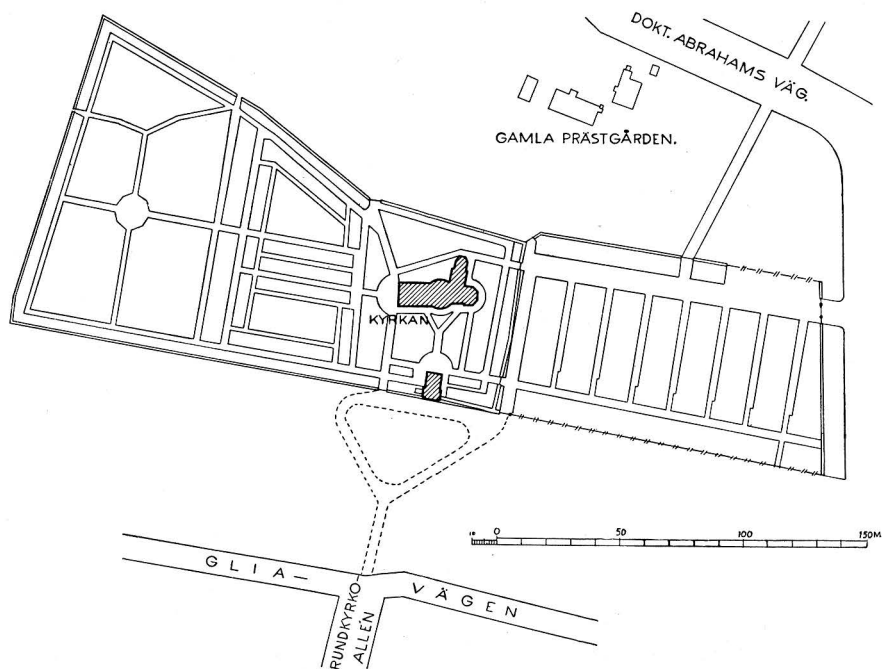 DOKT. ABRAHAMS VÄG.
GAMLA PRÄSTGÅRDEN.
KYRKAN
10 0 50 100 150M
GLIA—
VÄGEN
RUNDKYRKO
ALLÉN